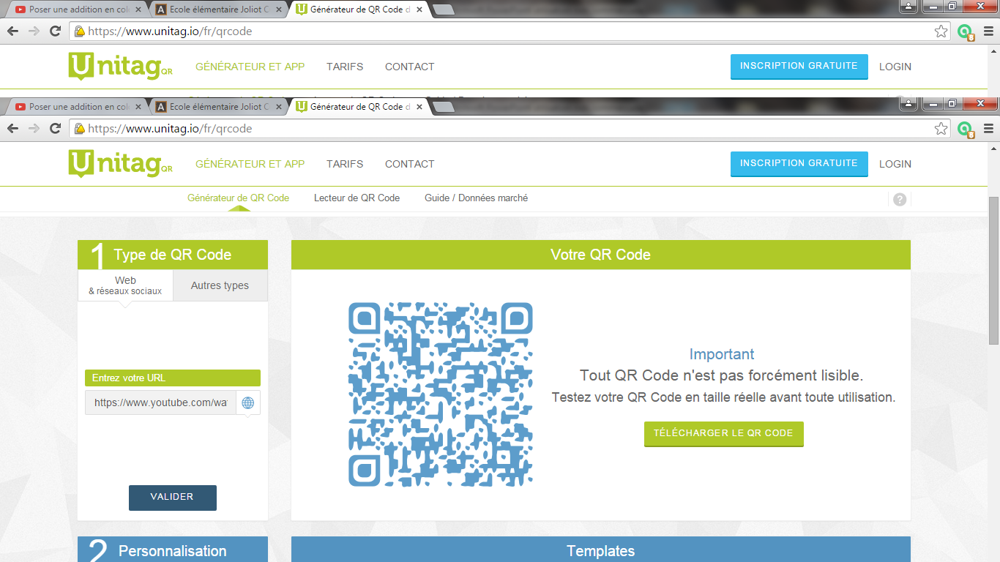 Poser une addition en col
Ecole élémentaire Joliot C
Générateur de QR Code d
https://www.unitag.io/fr/qrcode
Unitag QR
GÉNÉRATEUR ET APP
TARIFS
CONTACT
INSCRIPTION GRATUITE
LOGIN
Poser une addition en col
Ecole élémentaire Joliot C
Générateur de QR Code d
https://www.unitag.io/fr/qrcode
Unitag QR
GÉNÉRATEUR ET APP
TARIFS
CONTACT
INSCRIPTION GRATUITE
LOGIN
Générateur de QR Code
Lecteur de QR Code
Guide / Données marché
?
1 Type de QR Code
Web
& réseaux sociaux
Autres types
Entrez votre URL
https://www.youtube.com/wa
VALIDER
Votre QR Code
Important
Tout QR Code n'est pas forcément lisible.
Testez votre QR Code en taille réelle avant toute utilisation.
TÉLÉCHARGER LE QR CODE
2 Personnalisation
Templates